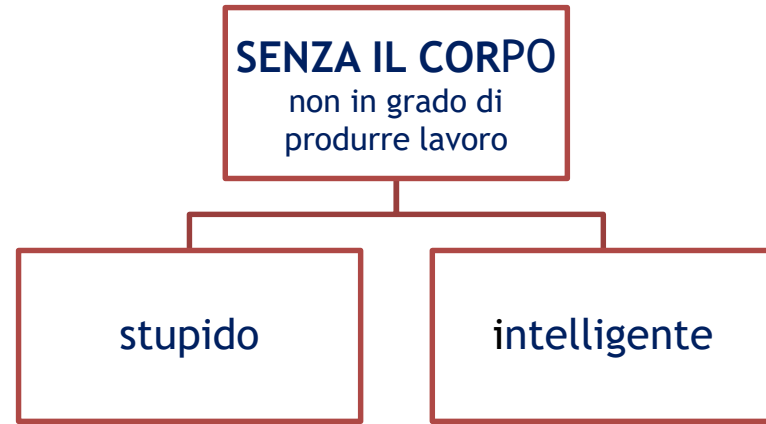 SENZA IL CORPO
non in grado di
produrre lavoro
stupido
intelligente